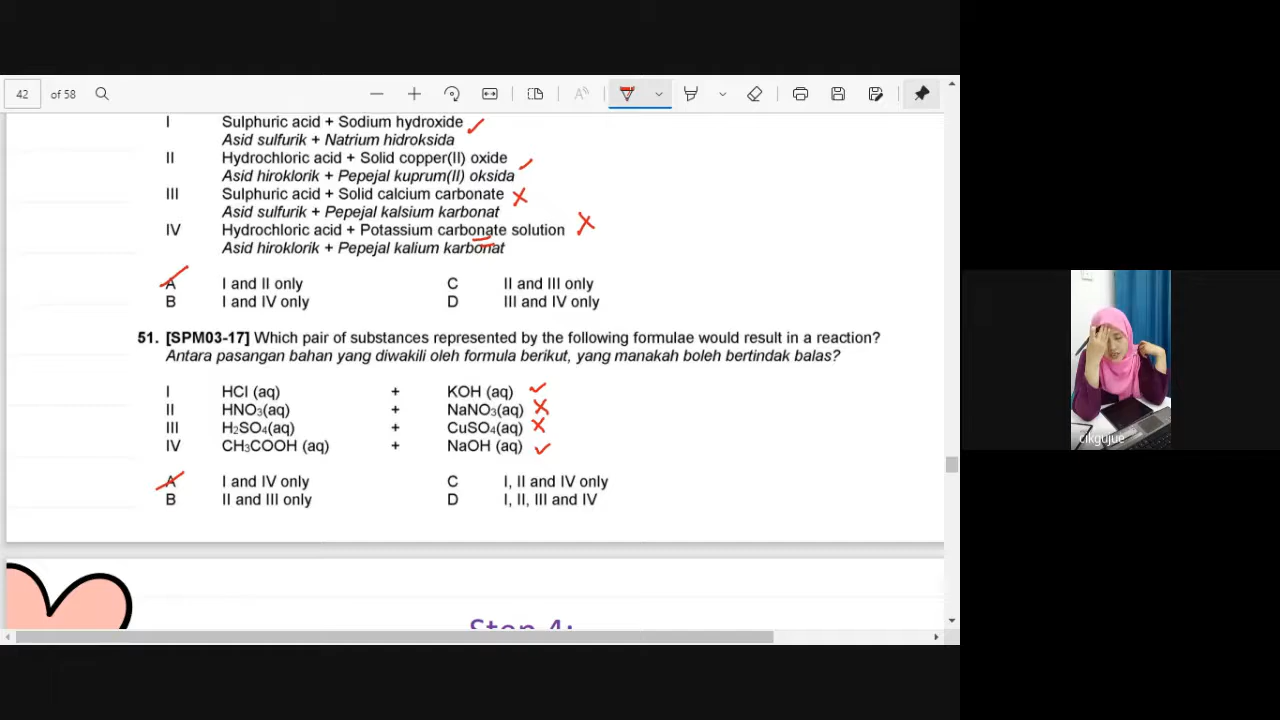 42 of 58
I Sulphuric acid + Sodium hydroxide
Asid sulfurik + Natrium hidroksida
II Hydrochloric acid + Solid copper(II) oxide
Asid hiroklorik + Pepejal kuprum(II) oksida
III Sulphuric acid + Solid calcium carbonate
Asid sulfurik + Pepejal kalsium karbonat
IV Hydrochloric acid + Potassium carbonate solution
Asid hiroklorik + Pepejal kalium karbonat
A I and II only C II and III only
B I and IV only D III and IV only
51. [SPM03-17] Which pair of substances represented by the following formulae would result in a reaction?
Antara pasangan bahan yang diwakili oleh formula berikut, yang manakah boleh bertindak balas?
I HCl (aq) + KOH (aq)
II HNO₃(aq) + NaNO₃(aq)
III H₂SO₄(aq) + CuSO₄(aq)
IV CH₃COOH (aq) + NaOH (aq)
A I and IV only C I, II and IV only
B II and III only D I, II, III and IV
Step 4:
cikgujue